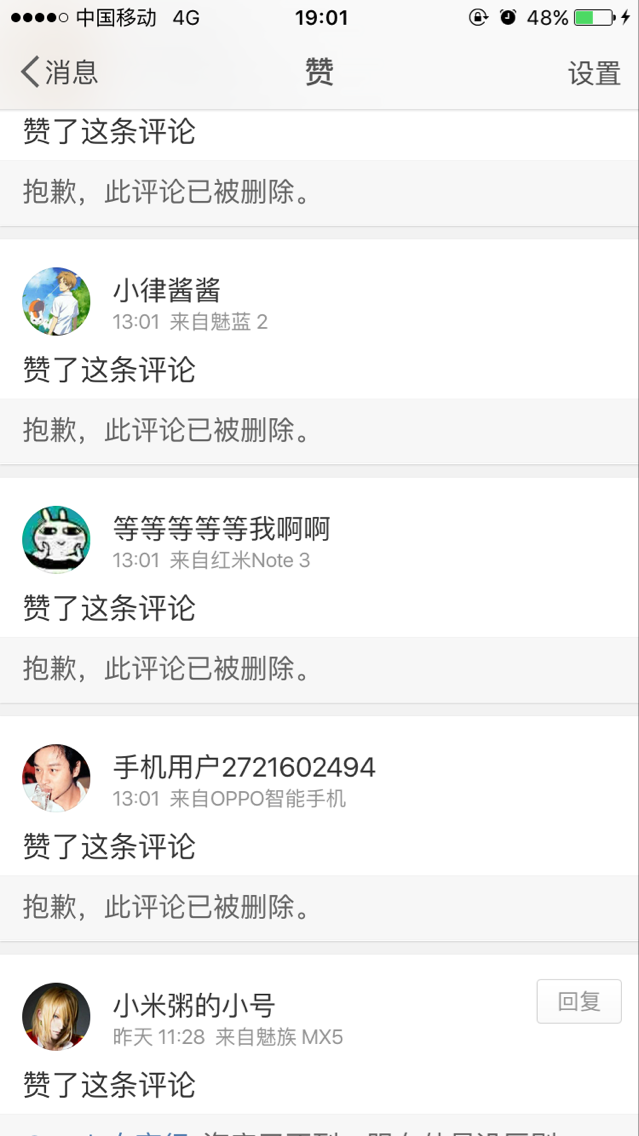 中国移动 4G 19:01 48%
消息 赞 设置
赞了这条评论
抱歉，此评论已被删除。
小律酱酱
13:01 来自魅蓝 2
赞了这条评论
抱歉，此评论已被删除。
等等等等等我啊啊
13:01 来自红米Note 3
赞了这条评论
抱歉，此评论已被删除。
手机用户2721602494
13:01 来自OPPO智能手机
赞了这条评论
抱歉，此评论已被删除。
小米粥的小号
回复
昨天 11:28 来自魅族 MX5
赞了这条评论